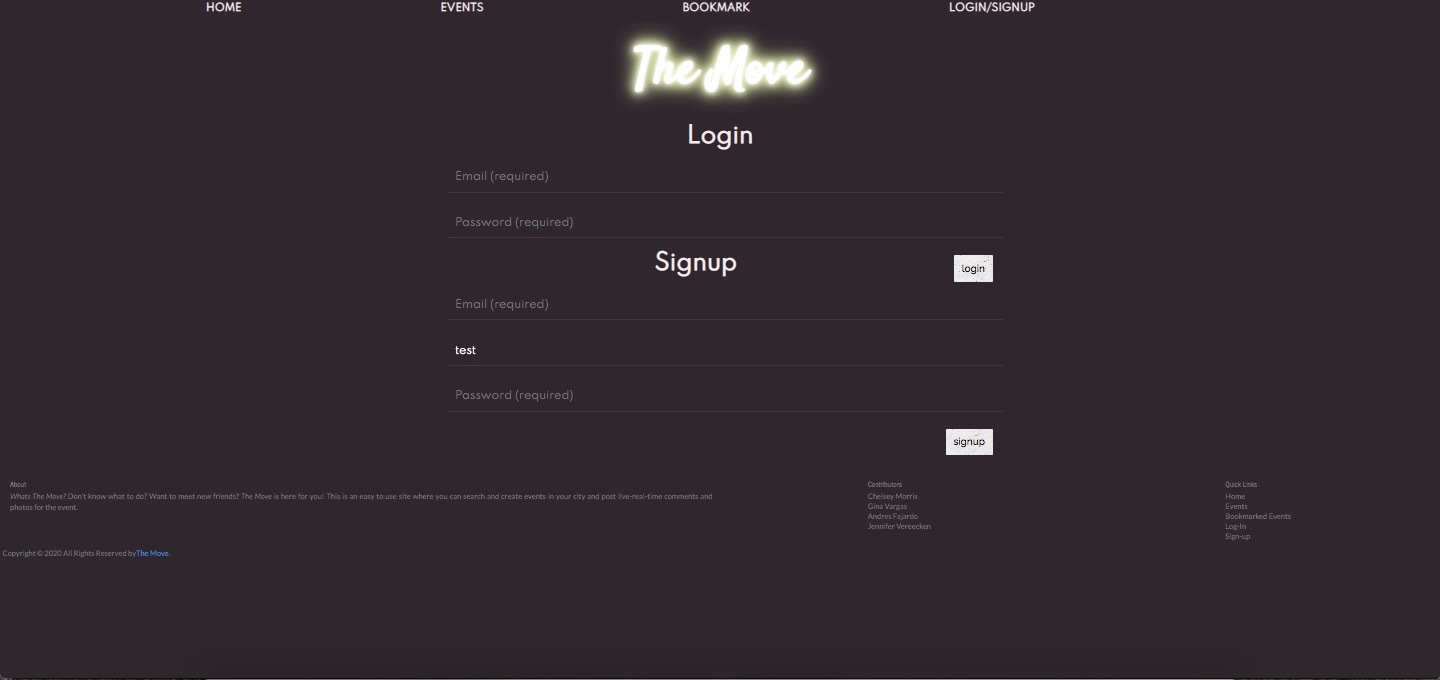 HOME EVENTS BOOKMARK LOGIN/SIGNUP
The Move
Login
Email (required)
Password (required)
login
Signup
Email (required)
test
Password (required)
signup
About
Whats The Move? Don't know what to do? Want to meet new friends? The Move is here for you! This is an easy to use site where you can search and create events in your city and post live-real-time comments and
photos for the event.
Contributors
Chelsey Morris
Gina Vargas
Andres Fajardo
Jennifer Vereecken
Quick Links
Home
Events
Bookmarked Events
Log-In
Sign-up
Copyright © 2020 All Rights Reserved byThe Move.